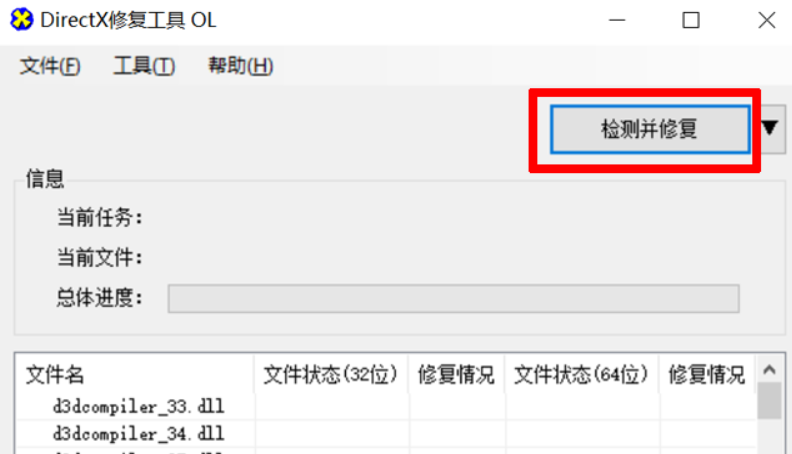 DirectX修复工具 OL
文件(F) 工具(T) 帮助(H)
检测并修复
信息
当前任务:
当前文件:
总体进度:
文件名 文件状态(32位) 修复情况 文件状态(64位) 修复情况
d3dcompiler_33.dll
d3dcompiler_34.dll